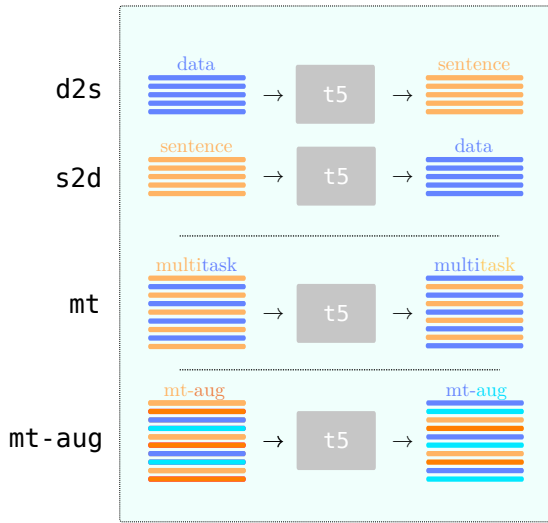 data
sentence
d2s
t5
sentence
data
s2d
t5
multitask
multitask
mt
t5
mt-aug
mt-aug
mt-aug
t5